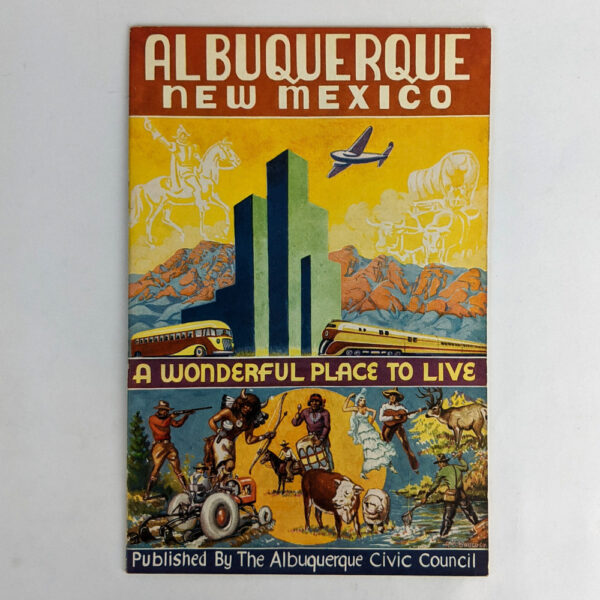 ALBUQUERQUE
NEW MEXICO
A WONDERFUL PLACE TO LIVE
Published By The Albuquerque Civic Council